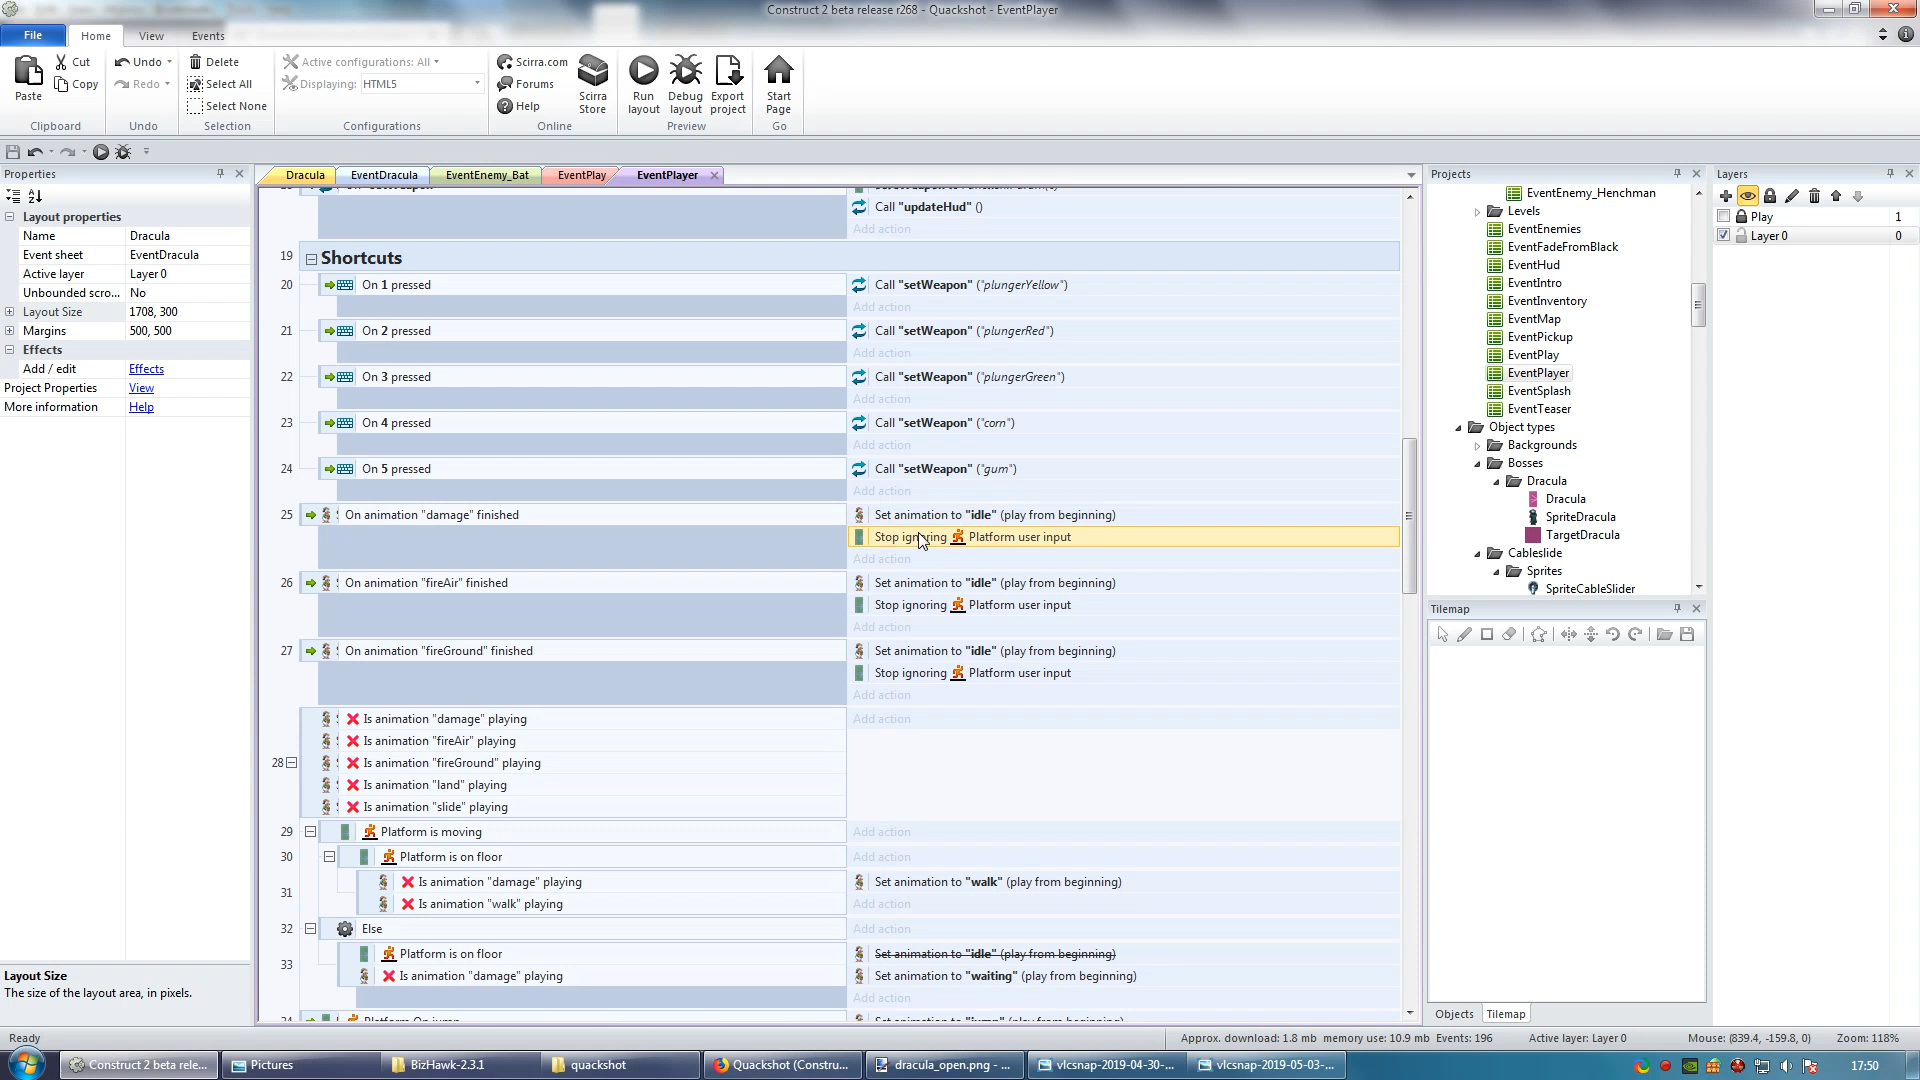 Construct 2 beta release r268 - Quackshot - EventPlayer
File Home View Events
Paste Cut Copy
Undo Redo
Delete Select All Select None
Active configurations: All
Displaying: HTML5
Scirra.com Forums Help
Scirra Store
Run layout
Debug layout
Export project
Start Page
Clipboard Undo Selection Configurations Online Preview Go
Properties
Layout properties
Name Dracula
Event sheet EventDracula
Active layer Layer 0
Unbounded scro... No
Layout Size 1708, 300
Margins 500, 500
Effects
Add / edit Effects
Project Properties View
More information Help
Layout Size
The size of the layout area, in pixels.
Dracula EventDracula EventEnemy_Bat EventPlay EventPlayer
Call "updateHud" ()
Add action
19 Shortcuts
20 On 1 pressed Call "setWeapon" ("plungerYellow")
Add action
21 On 2 pressed Call "setWeapon" ("plungerRed")
Add action
22 On 3 pressed Call "setWeapon" ("plungerGreen")
Add action
23 On 4 pressed Call "setWeapon" ("corn")
Add action
24 On 5 pressed Call "setWeapon" ("gum")
Add action
25 On animation "damage" finished Set animation to "idle" (play from beginning)
Stop ignoring Platform user input
Add action
26 On animation "fireAir" finished Set animation to "idle" (play from beginning)
Stop ignoring Platform user input
Add action
27 On animation "fireGround" finished Set animation to "idle" (play from beginning)
Stop ignoring Platform user input
Add action
Is animation "damage" playing Add action
Is animation "fireAir" playing
28 Is animation "fireGround" playing
Is animation "land" playing
Is animation "slide" playing
29 Platform is moving Add action
30 Platform is on floor Add action
31 Is animation "damage" playing Set animation to "walk" (play from beginning)
Is animation "walk" playing Add action
32 Else Add action
33 Platform is on floor Set animation to "idle" (play from beginning)
Is animation "damage" playing Set animation to "waiting" (play from beginning)
Add action
34 Platform On jump Set animation to "jump" (play from beginning)
Projects
EventEnemy_Henchman
Levels
EventEnemies
EventFadeFromBlack
EventHud
EventIntro
EventInventory
EventMap
EventPickup
EventPlay
EventPlayer
EventSplash
EventTeaser
Object types
Backgrounds
Bosses
Dracula
Dracula
SpriteDracula
TargetDracula
Cableslide
Sprites
SpriteCableSlider
Tilemap
Objects Tilemap
Layers
Play 1
Layer 0 0
Ready
Approx. download: 1.8 mb memory use: 10.9 mb Events: 196 Active layer: Layer 0 Mouse: (839.4, -159.8, 0) Zoom: 118%
Construct 2 beta rele... Pictures BizHawk-2.3.1 quackshot Quackshot (Constru... dracula_open.png - ... vlcsnap-2019-04-30-... vlcsnap-2019-05-03-... 17:50